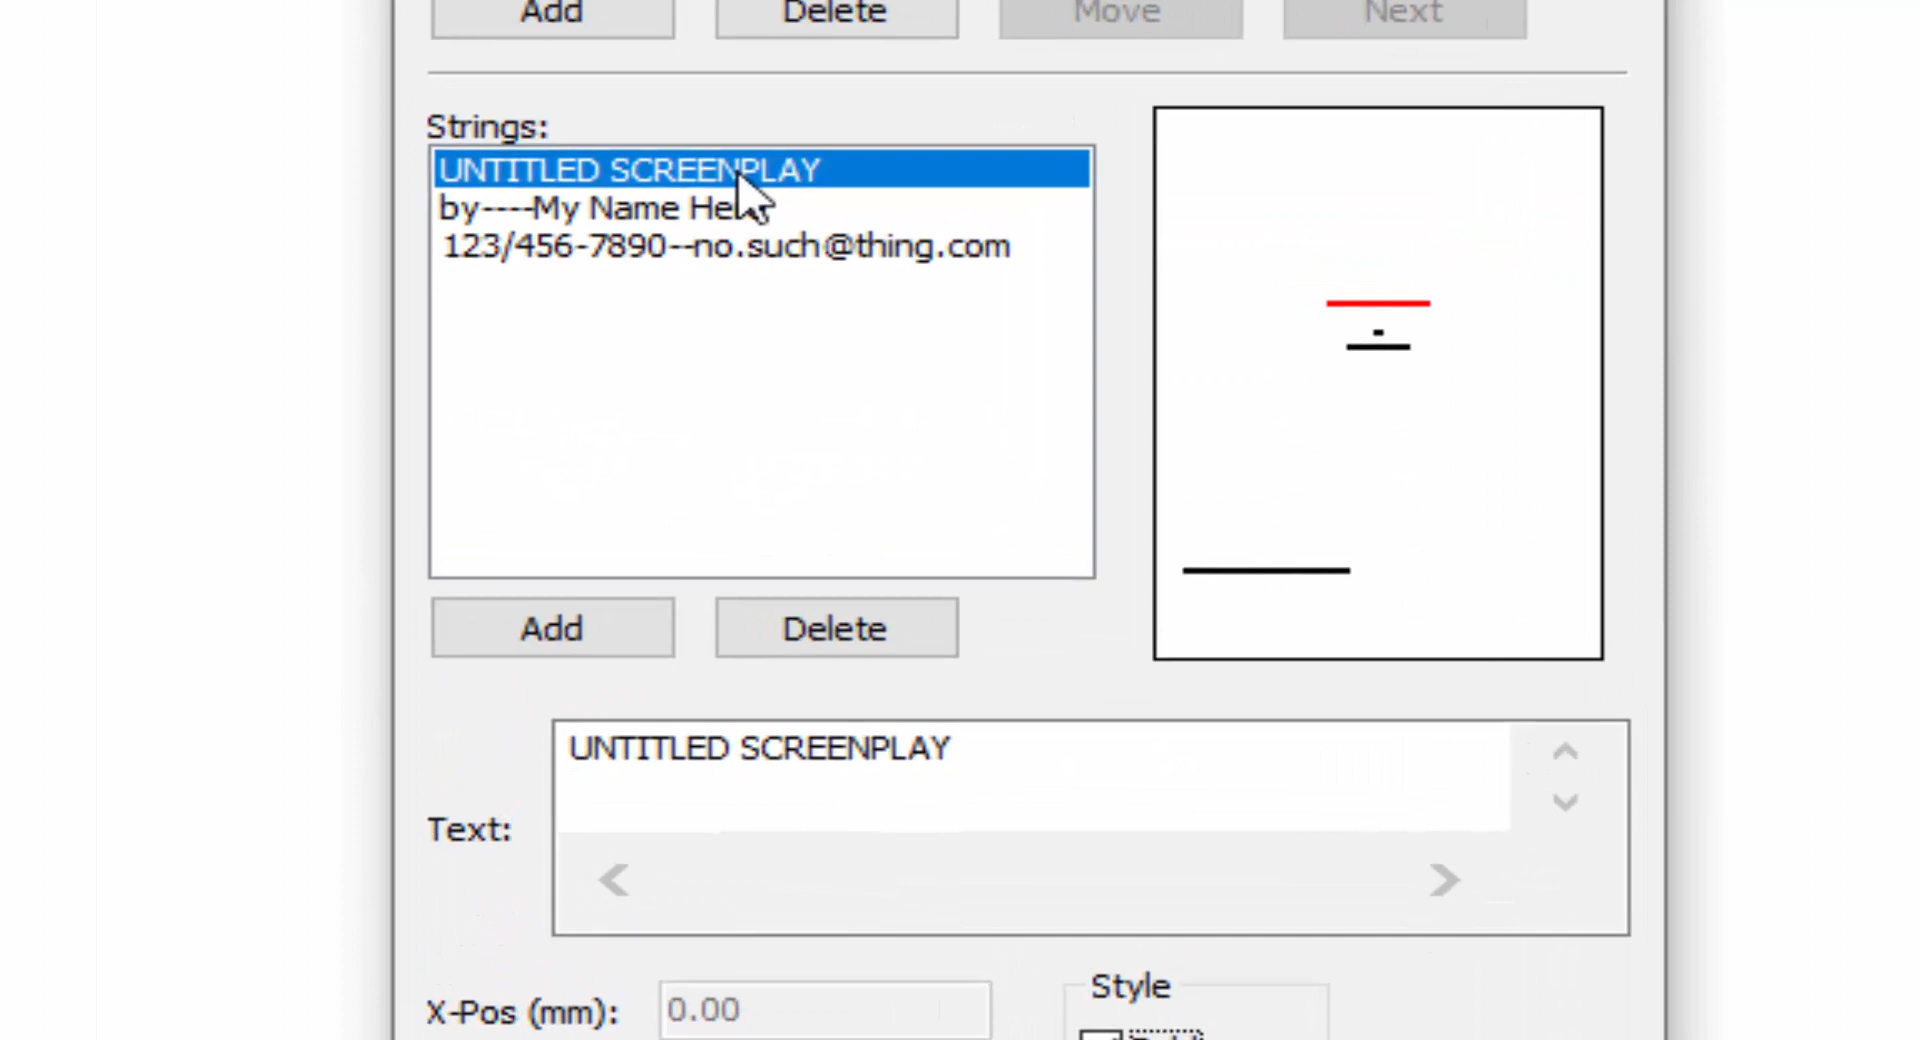 Add Delete Move Next
Strings:
UNTITLED SCREENPLAY
by----My Name
123/456-7890--no.such@thing.com
Add Delete
UNTITLED SCREENPLAY
Text:
Style
X-Pos (mm): 0.00